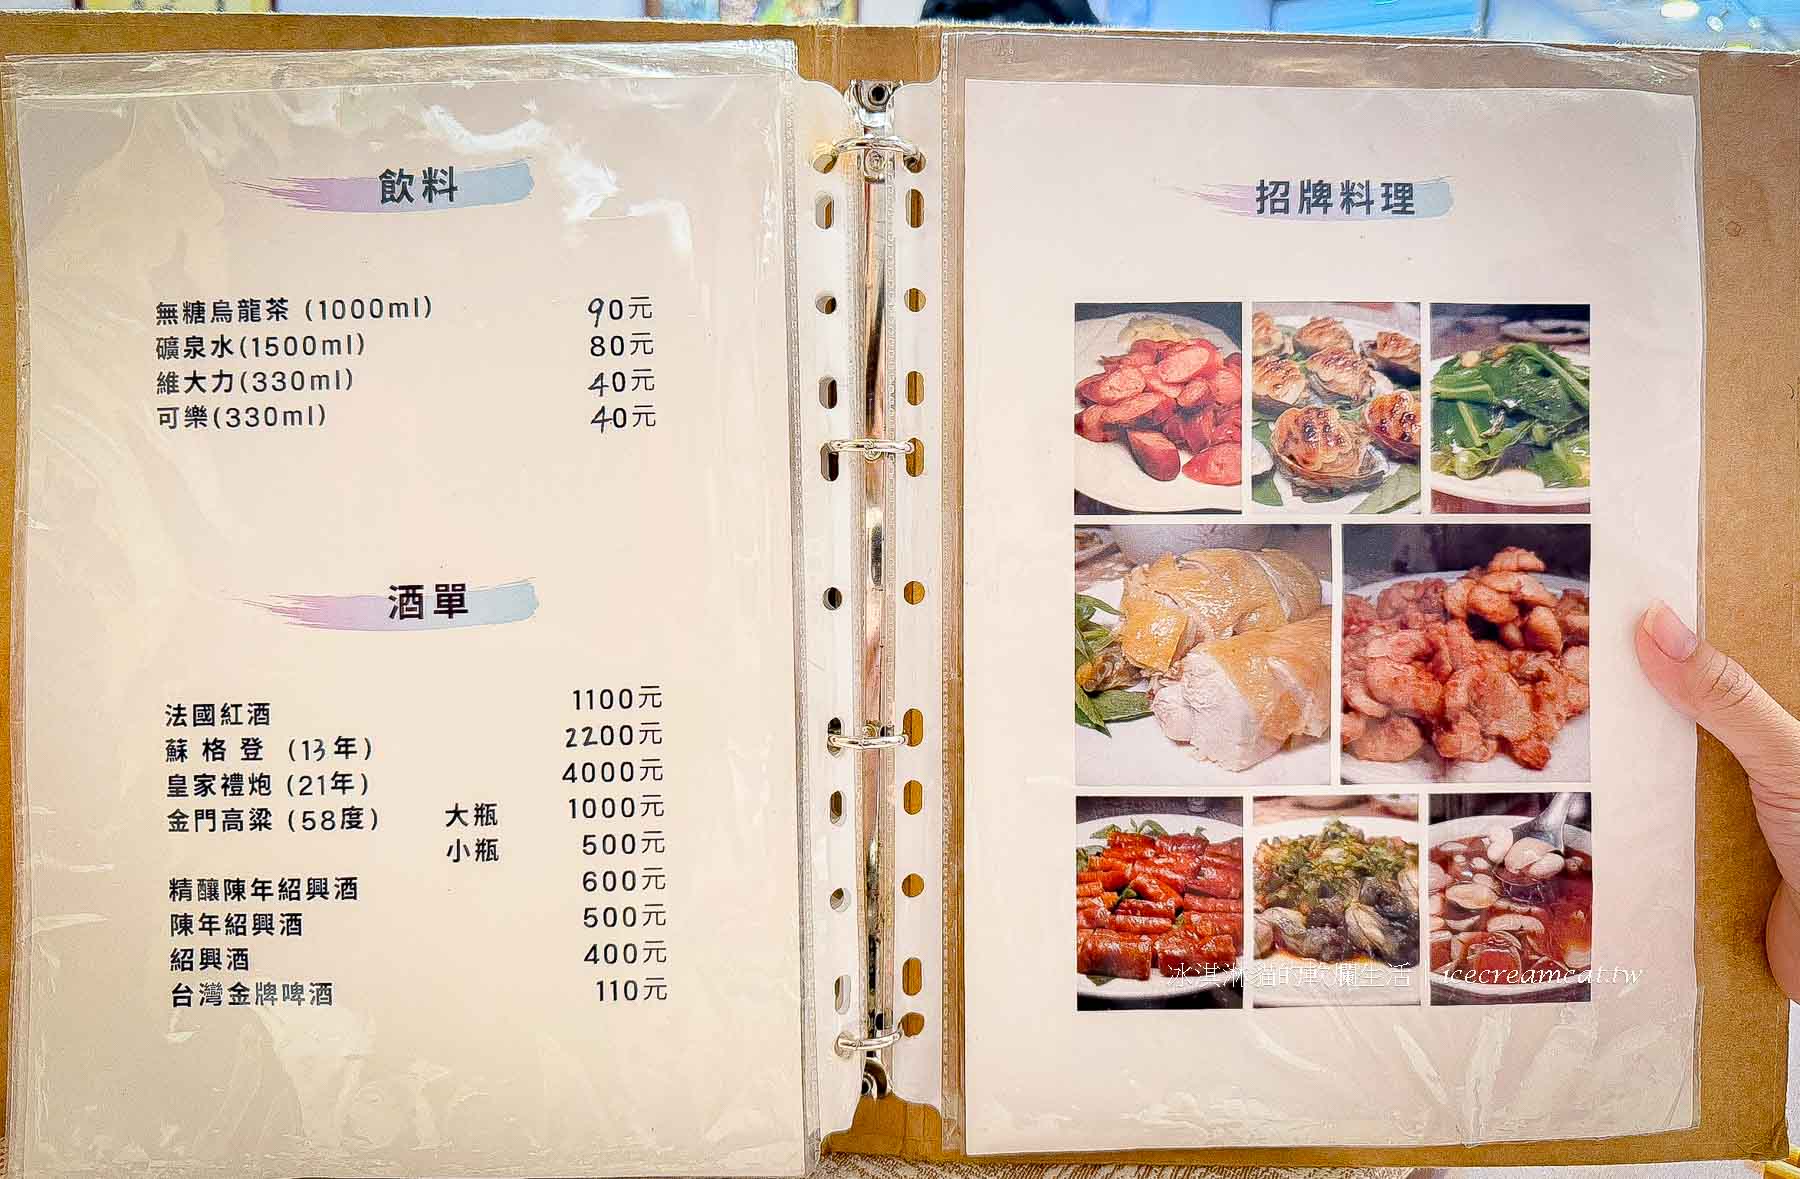 飲料
無糖烏龍茶 (1000ml) 90元
礦泉水(1500ml) 80元
維大力(330ml) 40元
可樂(330ml) 40元
酒單
法國紅酒 1100元
蘇格登 (13年) 2200元
皇家禮炮 (21年) 4000元
金門高粱 (58度) 大瓶 1000元
小瓶 500元
精釀陳年紹興酒 600元
陳年紹興酒 500元
紹興酒 400元
台灣金牌啤酒 110元
招牌料理
冰淇淋貓的軟爛生活 | icecreamcat.tw